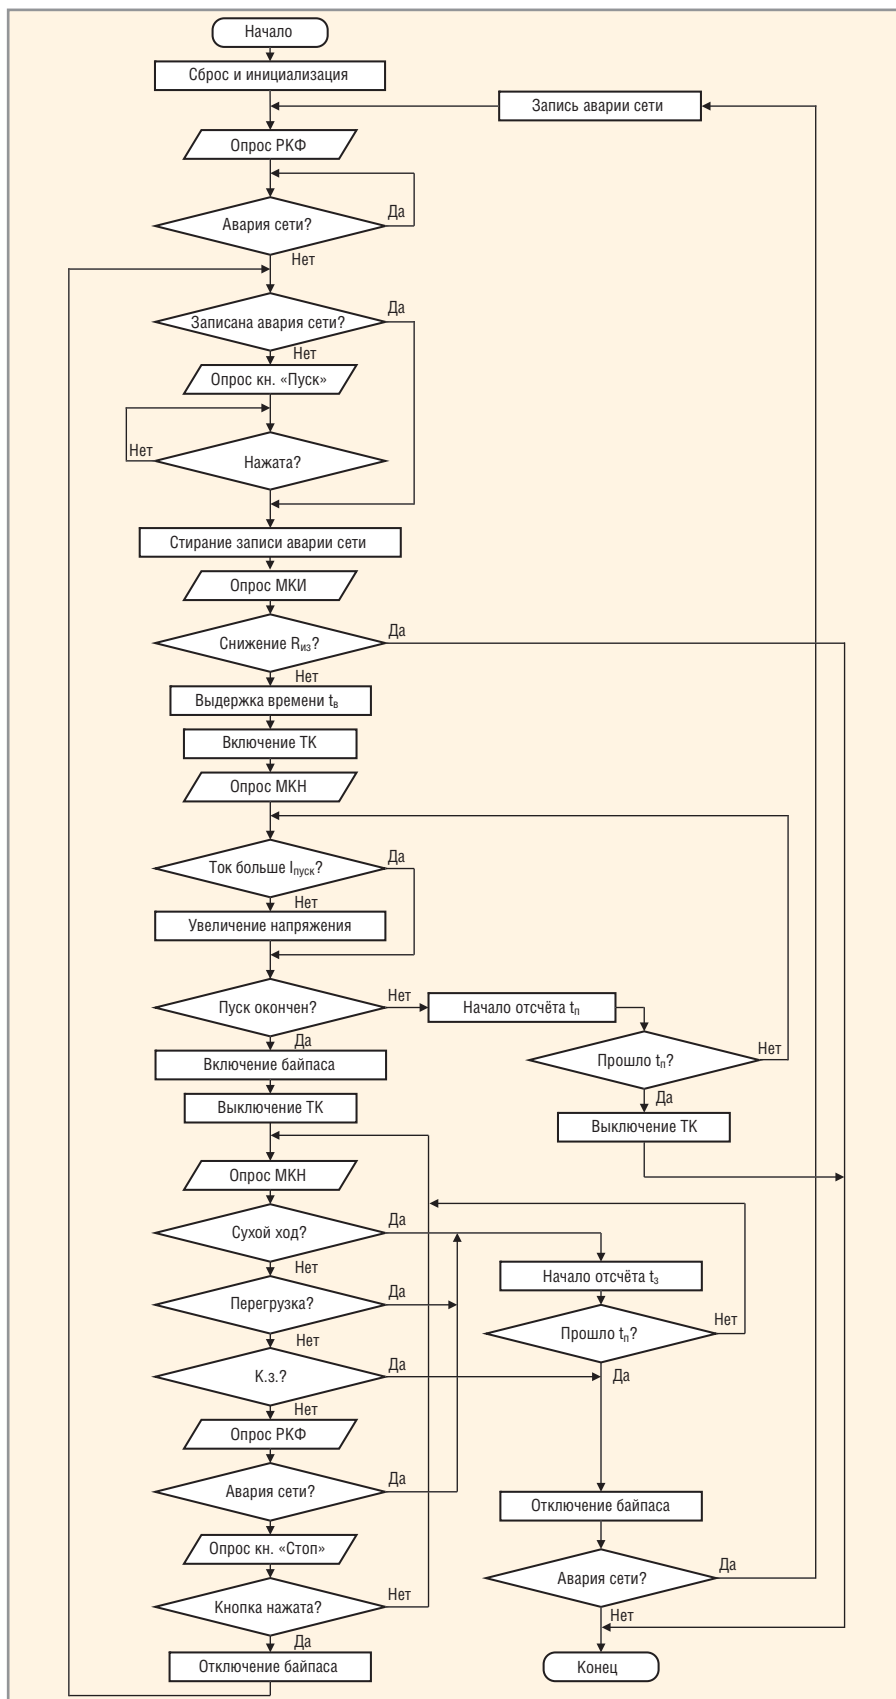 Начало
Сброс и инициализация
Запись аварии сети
Опрос РКФ
Авария сети?
Да
Нет
Записана авария сети?
Да
Нет
Опрос кн. «Пуск»
Нет
Нажата?
Стирание записи аварии сети
Опрос МКИ
Снижение Rиз?
Да
Нет
Выдержка времени tв
Включение ТК
Опрос МКН
Ток больше Iпуск?
Да
Нет
Увеличение напряжения
Пуск окончен?
Нет
Начало отсчёта tп
Да
Прошло tп?
Нет
Включение байпаса
Да
Выключение ТК
Выключение ТК
Опрос МКН
Сухой ход?
Да
Нет
Начало отсчёта tз
Перегрузка?
Да
Нет
Прошло tп?
Нет
К.з.?
Да
Да
Нет
Опрос РКФ
Авария сети?
Да
Отключение байпаса
Опрос кн. «Стоп»
Авария сети?
Да
Кнопка нажата?
Нет
Нет
Да
Отключение байпаса
Конец